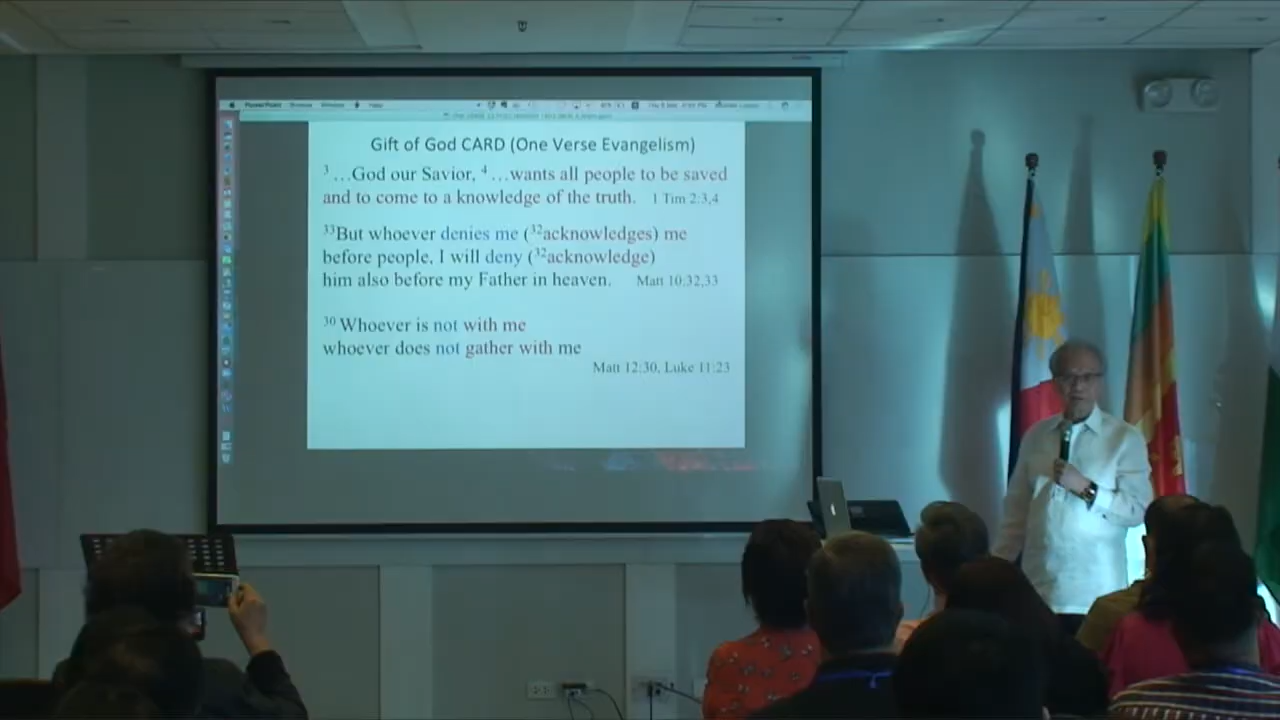 PowerPoint Window Help
Gift of God CARD (One Verse Evangelism)
3 …God our Savior, 4 …wants all people to be saved
and to come to a knowledge of the truth. 1 Tim 2:3,4
33But whoever denies me (32acknowledges) me
before people, I will deny (32acknowledge)
him also before my Father in heaven. Matt 10:32,33
30 Whoever is not with me
whoever does not gather with me
Matt 12:30, Luke 11:23